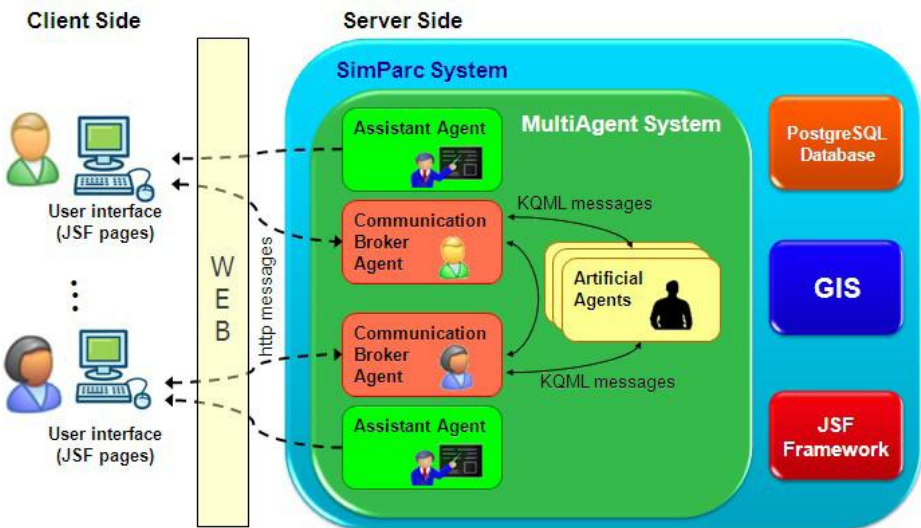 Client Side
Server Side
SimParc System
MultiAgent System
Assistant Agent
Communication
Broker
Agent
Communication
Broker
Agent
Assistant Agent
KQML messages
Artificial
Agents
KQML messages
PostgreSQL
Database
GIS
JSF
Framework
User interface
(JSF pages)
User interface
(JSF pages)
WEB
http messages